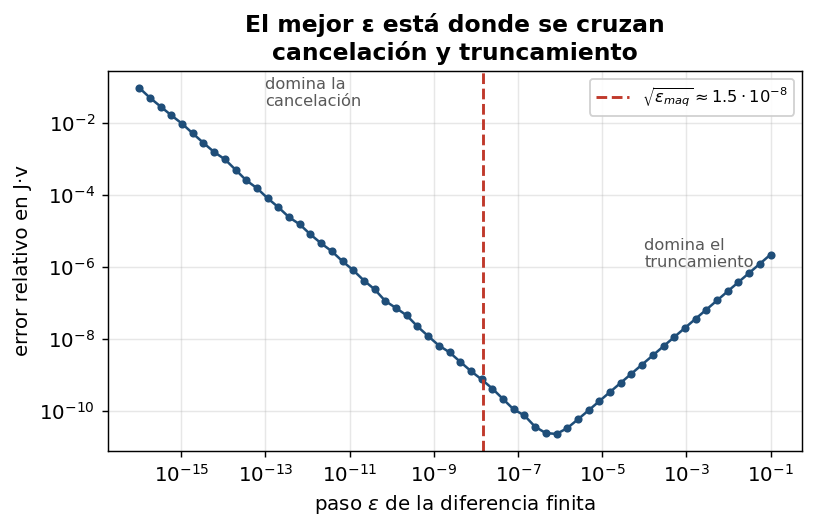 El mejor ε está donde se cruzan
cancelación y truncamiento
domina la
cancelación
√ε_maq ≈ 1.5 · 10⁻⁸
domina el
truncamiento
error relativo en J·v
10⁻²
10⁻⁴
10⁻⁶
10⁻⁸
10⁻¹⁰
10⁻¹⁵
10⁻¹³
10⁻¹¹
10⁻⁹
10⁻⁷
10⁻⁵
10⁻³
10⁻¹
paso ε de la diferencia finita